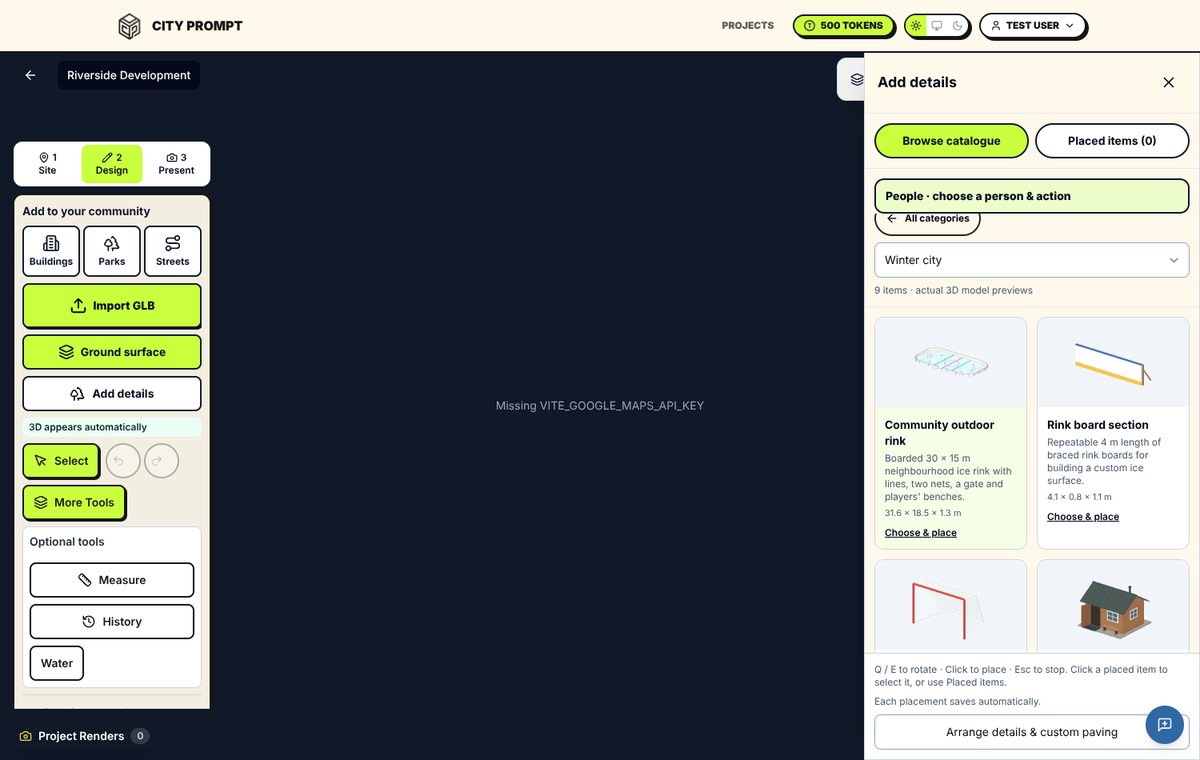 CITY PROMPT
PROJECTS
500 TOKENS
TEST USER
Riverside Development
1
Site
2
Design
3
Present
Add to your community
Buildings
Parks
Streets
Import GLB
Ground surface
Add details
3D appears automatically
Select
More Tools
Optional tools
Measure
History
Water
Project Renders 0
Missing VITE_GOOGLE_MAPS_API_KEY
Add details
Browse catalogue
Placed items (0)
People · choose a person & action
All categories
Winter city
9 items · actual 3D model previews
Community outdoor
rink
Boarded 30 × 15 m
neighbourhood ice rink with
lines, two nets, a gate and
players' benches.
31.6 × 18.5 × 1.3 m
Choose & place
Rink board section
Repeatable 4 m length of
braced rink boards for
building a custom ice
surface.
4.1 × 0.8 × 1.1 m
Choose & place
Q / E to rotate · Click to place · Esc to stop. Click a placed item to
select it, or use Placed items.
Each placement saves automatically.
Arrange details & custom paving